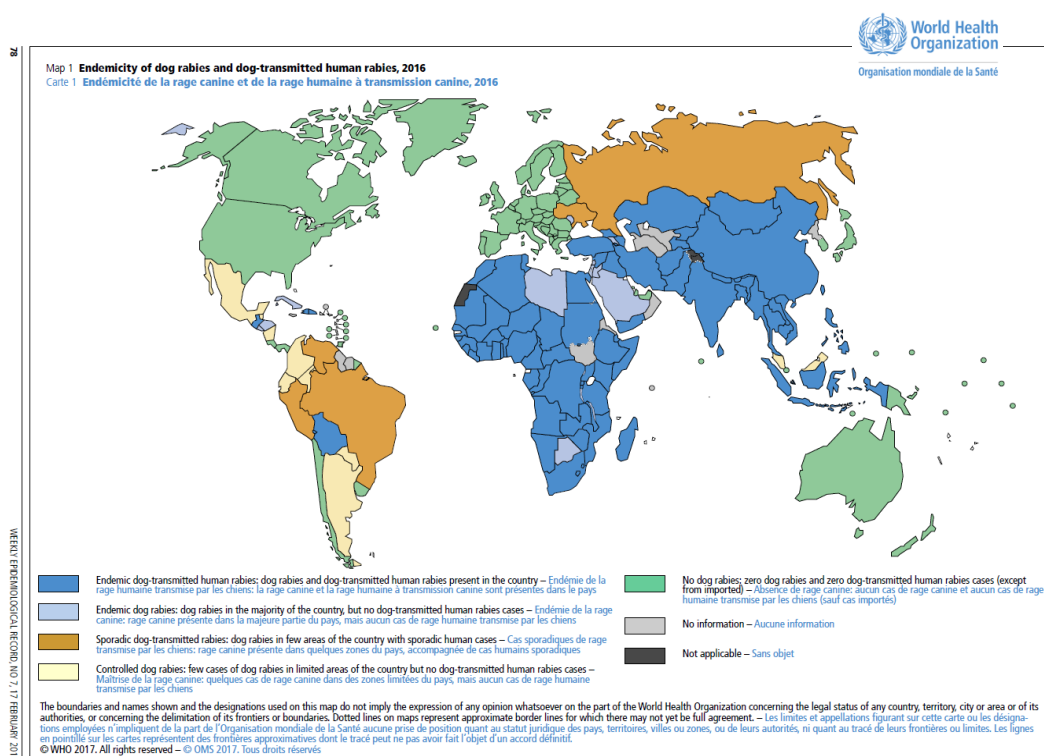 World Health
Organization
Organisation mondiale de la Santé
78
Map 1 Endemicity of dog rabies and dog-transmitted human rabies, 2016
Carte 1 Endémicité de la rage canine et de la rage humaine à transmission canine, 2016
Endemic dog-transmitted human rabies: dog rabies and dog-transmitted human rabies present in the country – Endémie de la
rage humaine transmise par les chiens: la rage canine et la rage humaine à transmission canine sont présentes dans le pays
Endemic dog rabies: dog rabies in the majority of the country, but no dog-transmitted human rabies cases – Endémie de la rage
canine: rage canine présente dans la majeure partie du pays, mais aucun cas de rage humaine transmise par les chiens
Sporadic dog-transmitted rabies: dog rabies in few areas of the country with sporadic human cases – Cas sporadiques de rage
transmise par les chiens: rage canine présente dans quelques zones du pays, accompagnée de cas humains sporadiques
Controlled dog rabies: few cases of dog rabies in limited areas of the country but no dog-transmitted human rabies cases –
Maîtrise de la rage canine: quelques cas de rage canine dans des zones limitées du pays, mais aucun cas de rage humaine
transmise par les chiens
No dog rabies: zero dog rabies and zero dog-transmitted human rabies cases (except
from imported) – Absence de rage canine: aucun cas de rage canine et aucun cas de rage
humaine transmise par les chiens (sauf cas importés)
No information – Aucune information
Not applicable – Sans objet
The boundaries and names shown and the designations used on this map do not imply the expression of any opinion whatsoever on the part of the World Health Organization concerning the legal status of any country, territory, city or area or of its
authorities, or concerning the delimitation of its frontiers or boundaries. Dotted lines on maps represent approximate border lines for which there may not yet be full agreement. – Les limites et appellations figurant sur cette carte ou les désigna-
tions employées n'impliquent de la part de l'Organisation mondiale de la Santé aucune prise de position quant au statut juridique des pays, territoires, villes ou zones, ou de leurs autorités, ni quant au tracé de leurs frontières ou limites. Les lignes
en pointillé sur les cartes représentent des frontières approximatives dont le tracé peut ne pas avoir fait l'objet d'un accord définitif.
© WHO 2017. All rights reserved – © OMS 2017. Tous droits réservés
WEEKLY EPIDEMIOLOGICAL RECORD, NO 7, 17 FEBRUARY 201